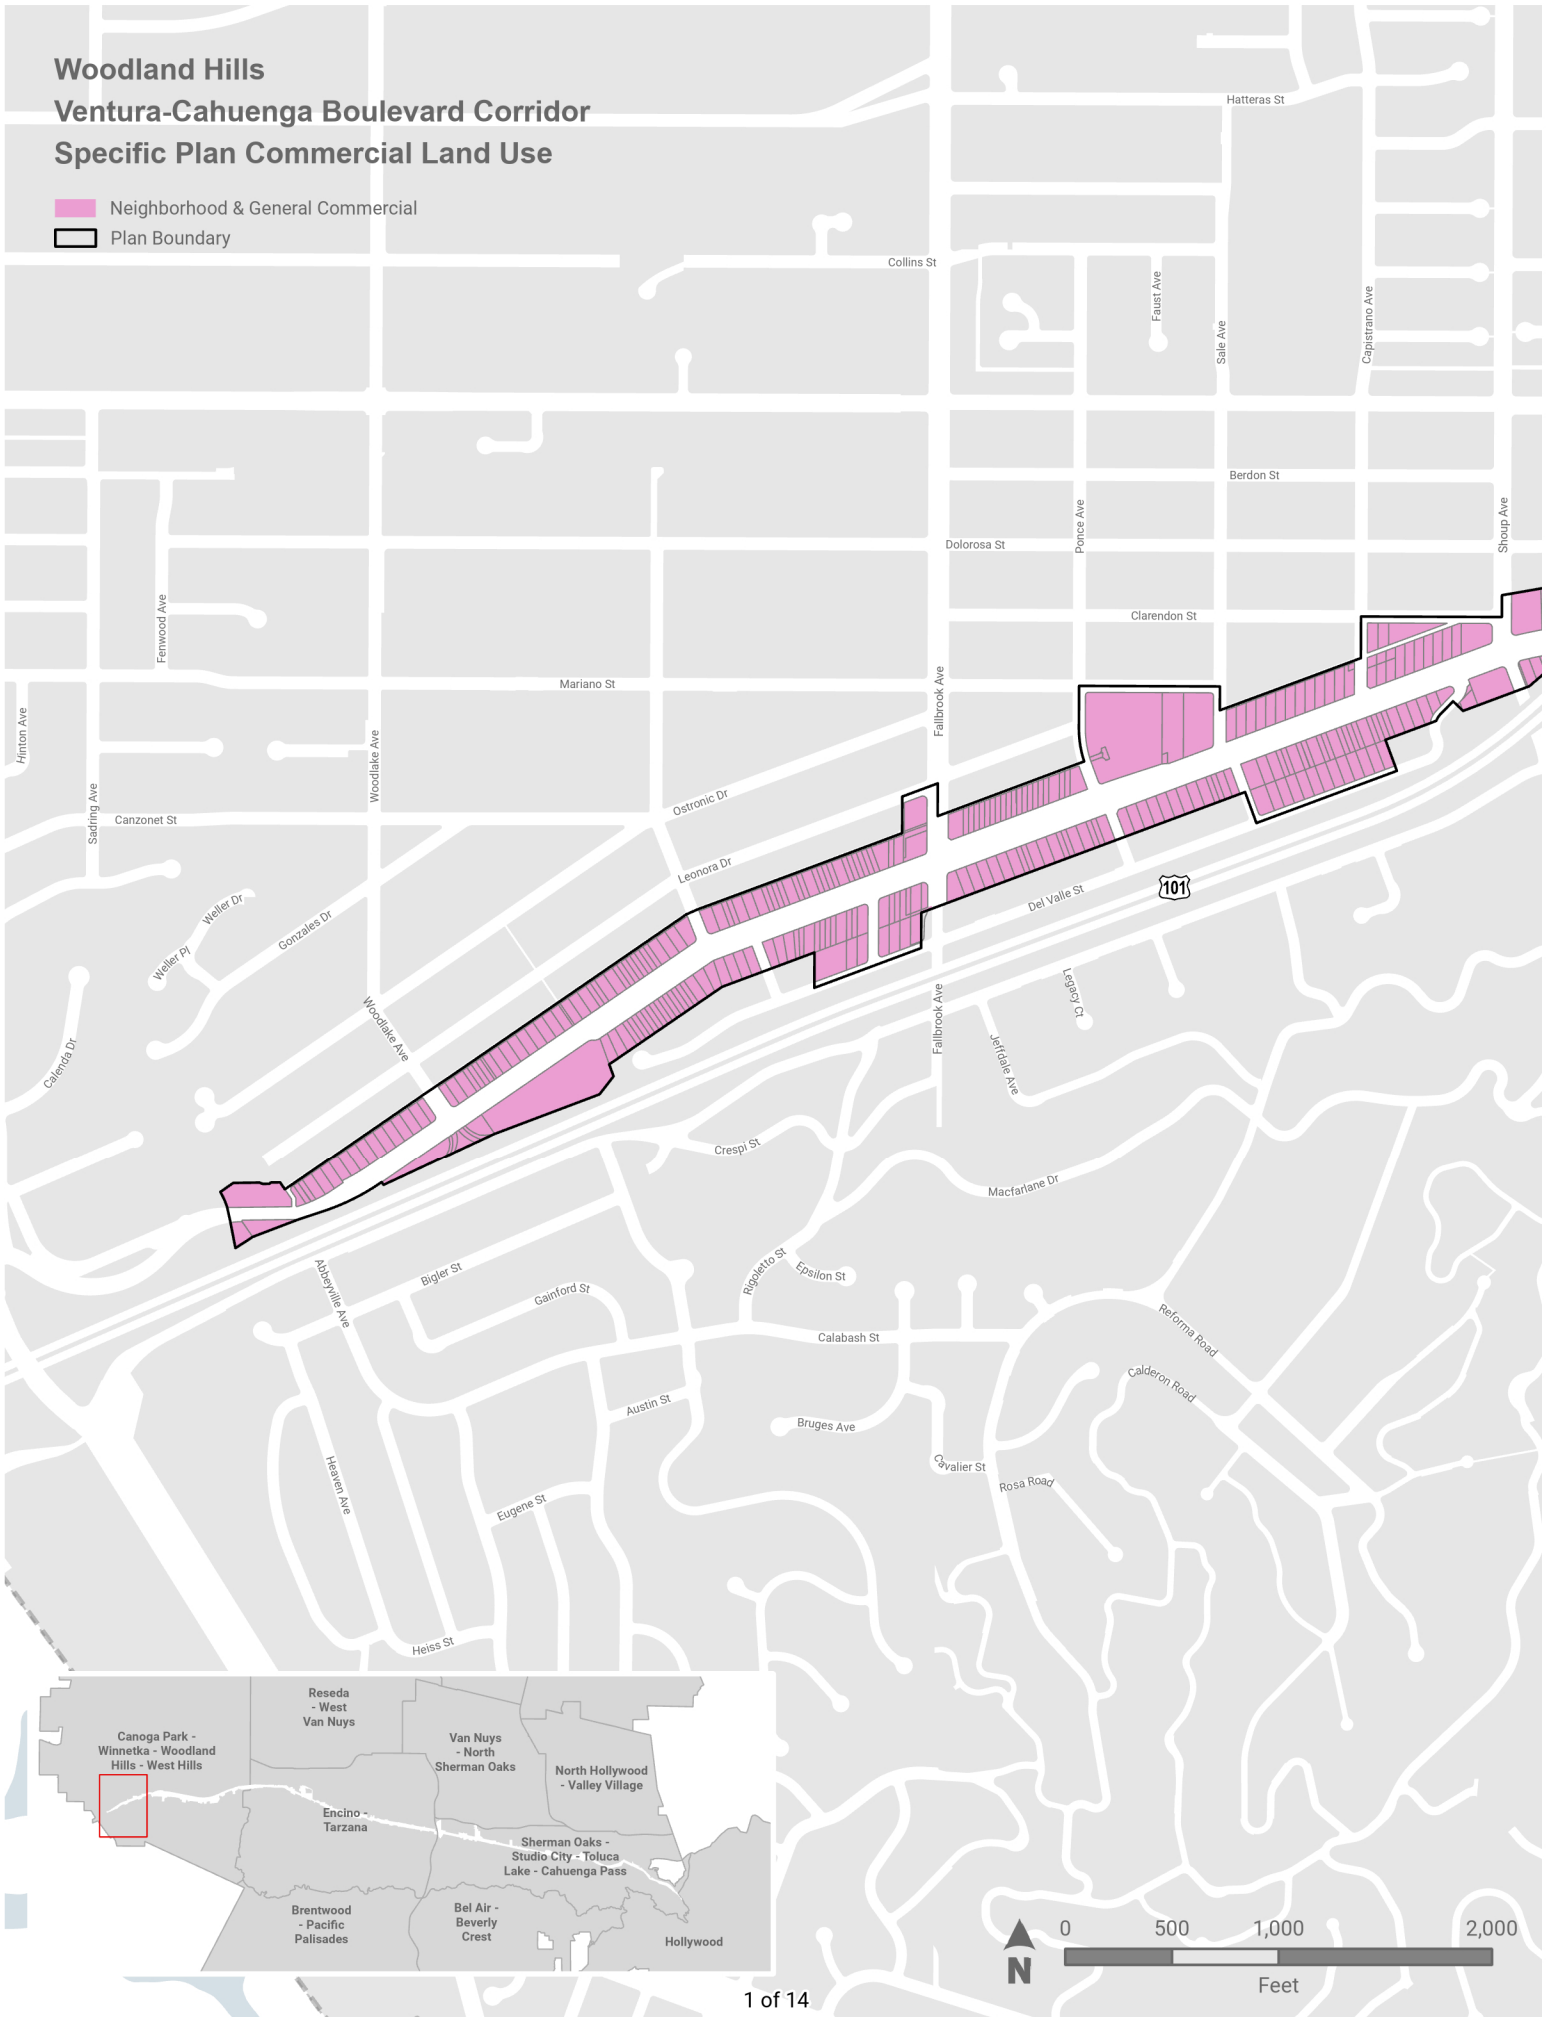 Woodland Hills
Ventura-Cahuenga Boulevard Corridor
Specific Plan Commercial Land Use
Neighborhood & General Commercial
Plan Boundary
Hatteras St
Collins St
Faust Ave
Sale Ave
Capistrano Ave
Berdon St
Ponce Ave
Shoup Ave
Dolorosa St
Clarendon St
Fenwood Ave
Mariano St
Fallbrook Ave
Hinton Ave
Woodlake Ave
Sadring Ave
Canzonet St
Ostronic Dr
Leonora Dr
101
Del Valle St
Weller Dr
Gonzales Dr
Weller Pl
Legacy Ct
Woodlake Ave
Fallbrook Ave
Calenda Dr
Jeffdale Ave
Crespi St
Macfarlane Dr
Abbeyville Ave
Bigler St
Rigoletto St
Epsilon St
Gainford St
Calabash St
Reforma Road
Calderon Road
Austin St
Bruges Ave
Cavalier St
Rosa Road
Heaven Ave
Eugene St
Heiss St
Reseda
- West
Van Nuys
Canoga Park -
Winnetka - Woodland
Hills - West Hills
Van Nuys
- North
Sherman Oaks
North Hollywood
- Valley Village
Encino -
Tarzana
Sherman Oaks -
Studio City - Toluca
Lake - Cahuenga Pass
Brentwood
- Pacific
Palisades
Bel Air -
Beverly
Crest
Hollywood
N
0 500 1,000 2,000
Feet
1 of 14